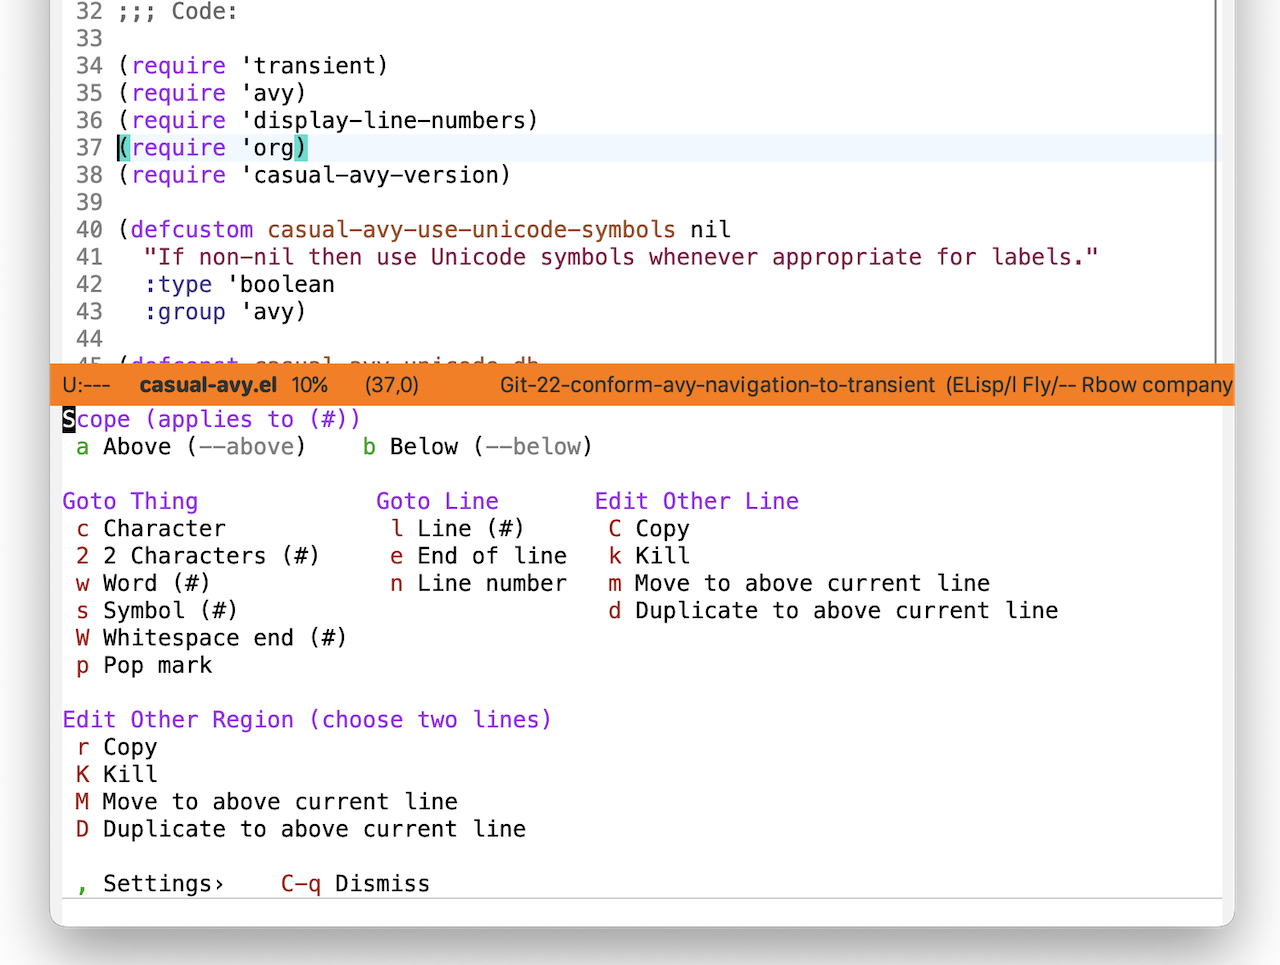 32 ;;; Code:
33
34 (require 'transient)
35 (require 'avy)
36 (require 'display-line-numbers)
37 (require 'org)
38 (require 'casual-avy-version)
39
40 (defcustom casual-avy-use-unicode-symbols nil
41   "If non-nil then use Unicode symbols whenever appropriate for labels."
42   :type 'boolean
43   :group 'avy)
44
45 (defconst casual-avy-unicode-db
U:---  casual-avy.el  10%  (37,0)  Git-22-conform-avy-navigation-to-transient  (ELisp/l Fly/-- Rbow company
Scope (applies to (#))
a Above (--above)  b Below (--below)
Goto Thing  Goto Line  Edit Other Line
c Character  l Line (#)  C Copy
2 2 Characters (#)  e End of line  k Kill
w Word (#)  n Line number  m Move to above current line
s Symbol (#)  d Duplicate to above current line
W Whitespace end (#)
p Pop mark
Edit Other Region (choose two lines)
r Copy
K Kill
M Move to above current line
D Duplicate to above current line
, Settings›  C-q Dismiss